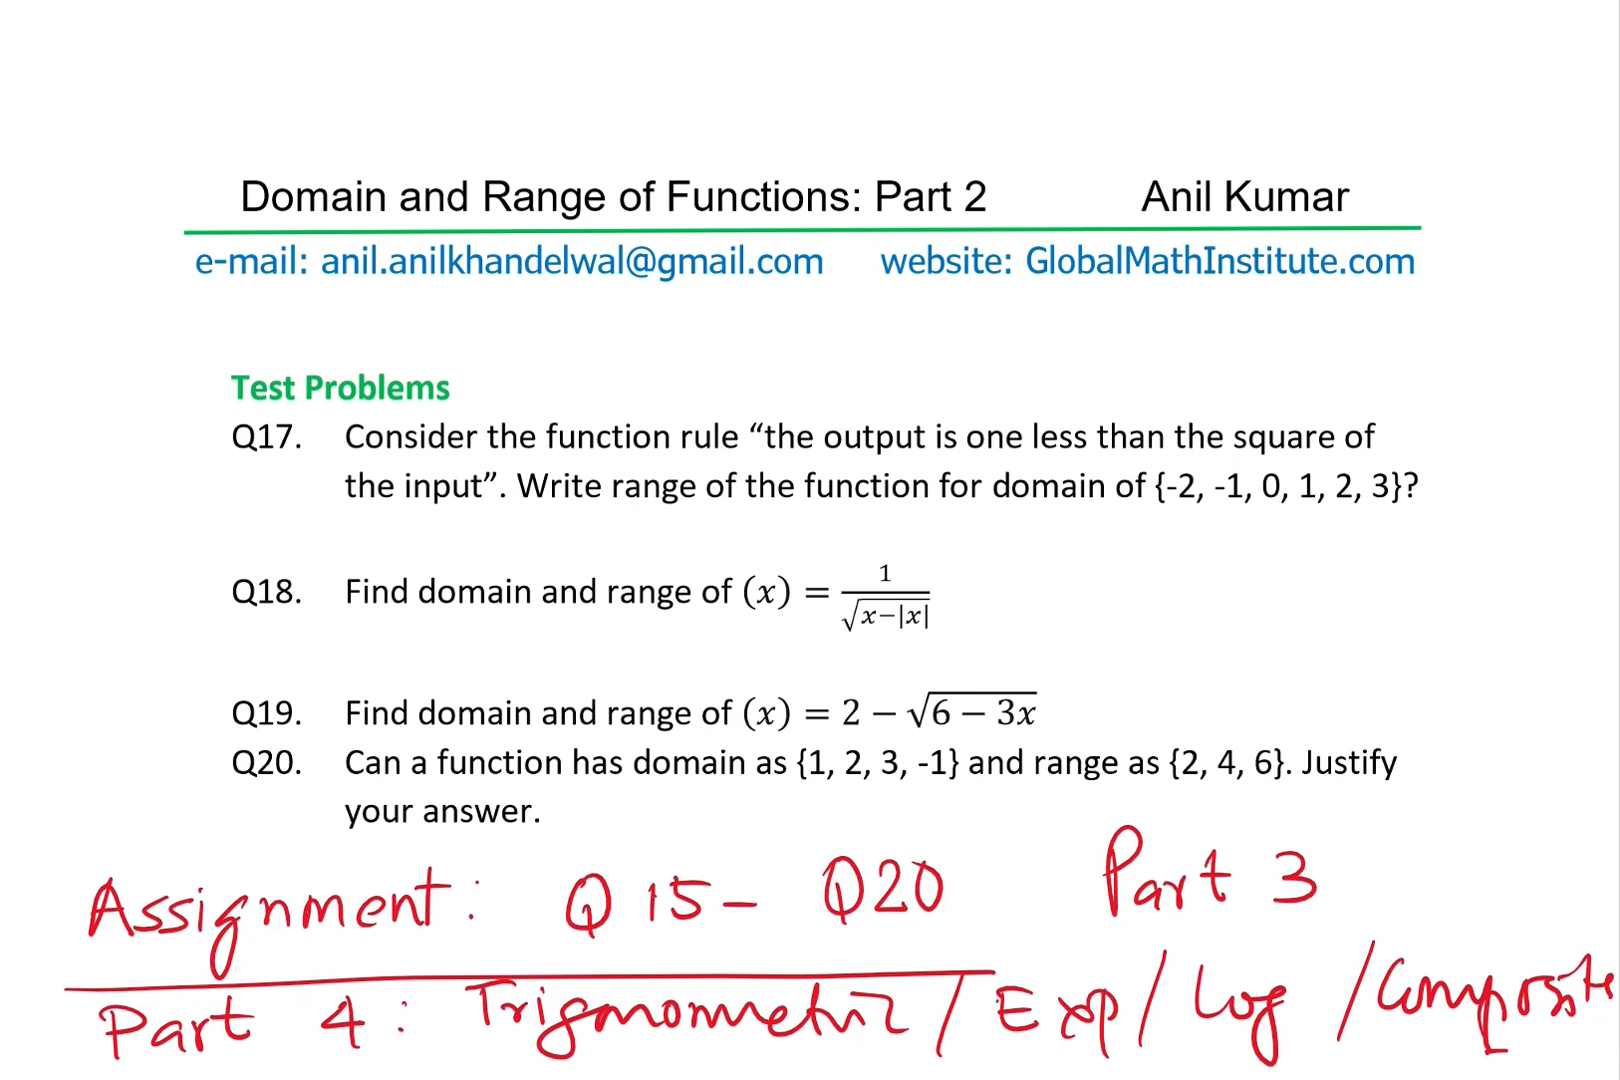 Domain and Range of Functions: Part 2 Anil Kumar
e-mail: anil.anilkhandelwal@gmail.com website: GlobalMathInstitute.com
Test Problems
Q17. Consider the function rule “the output is one less than the square of
the input”. Write range of the function for domain of {-2, -1, 0, 1, 2, 3}?
Q18. Find domain and range of (x) = 1/√(x−|x|)
Q19. Find domain and range of (x) = 2 − √(6 − 3x)
Q20. Can a function has domain as {1, 2, 3, -1} and range as {2, 4, 6}. Justify
your answer.
Assignment: Q 15 - Q20 Part 3
Part 4: Trigonometric / Exp / Log / Composite